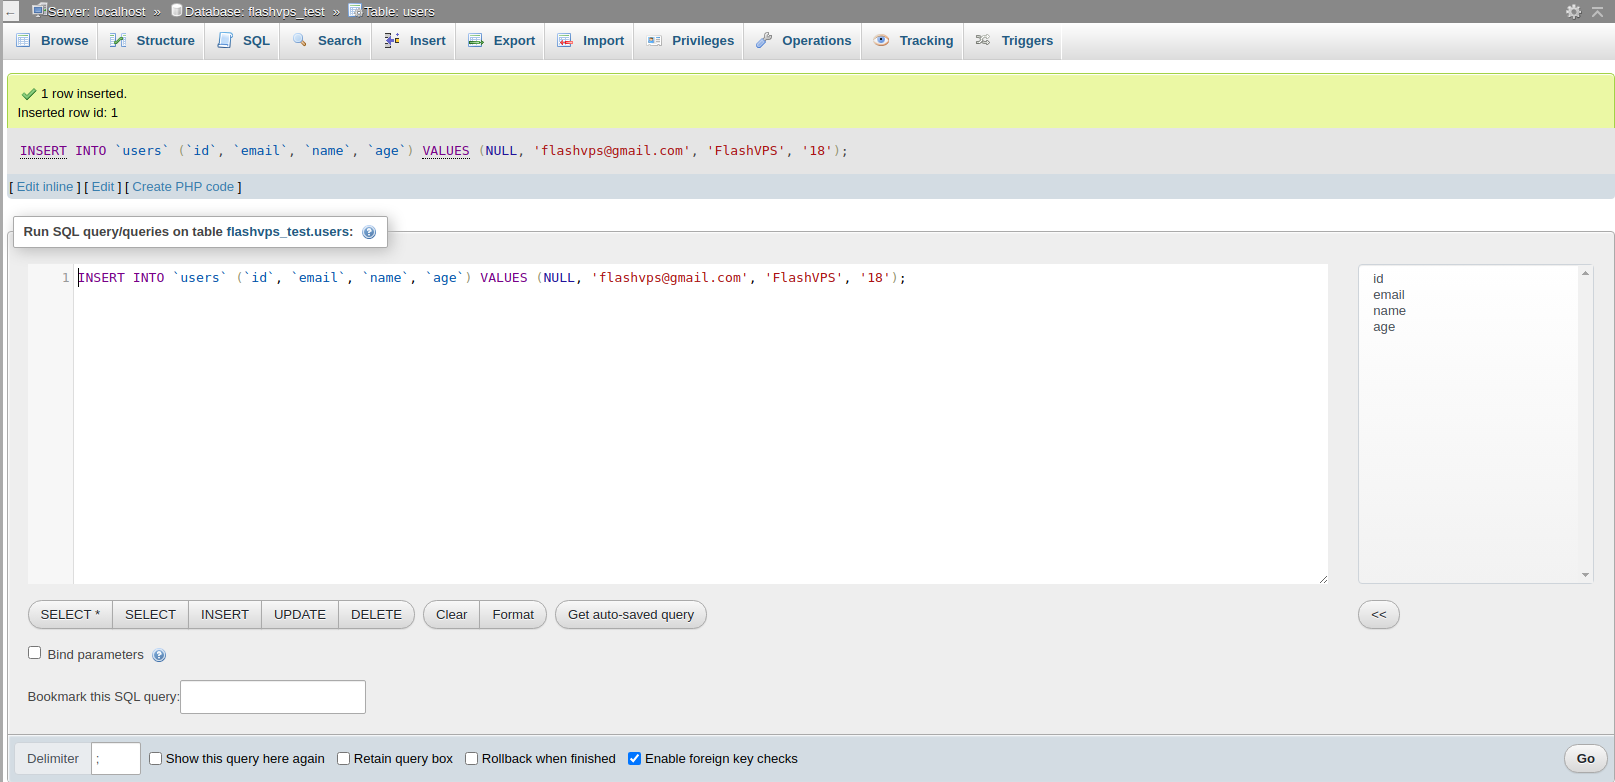 Server: localhost » Database: flashvps_test » Table: users
Browse Structure SQL Search Insert Export Import Privileges Operations Tracking Triggers
1 row inserted.
Inserted row id: 1
INSERT INTO `users` (`id`, `email`, `name`, `age`) VALUES (NULL, 'flashvps@gmail.com', 'FlashVPS', '18');
[ Edit inline ] [ Edit ] [ Create PHP code ]
Run SQL query/queries on table flashvps_test.users:
1 INSERT INTO `users` (`id`, `email`, `name`, `age`) VALUES (NULL, 'flashvps@gmail.com', 'FlashVPS', '18');
id
email
name
age
SELECT * SELECT INSERT UPDATE DELETE Clear Format Get auto-saved query <<
Bind parameters
Bookmark this SQL query:
Delimiter ; Show this query here again Retain query box Rollback when finished Enable foreign key checks Go